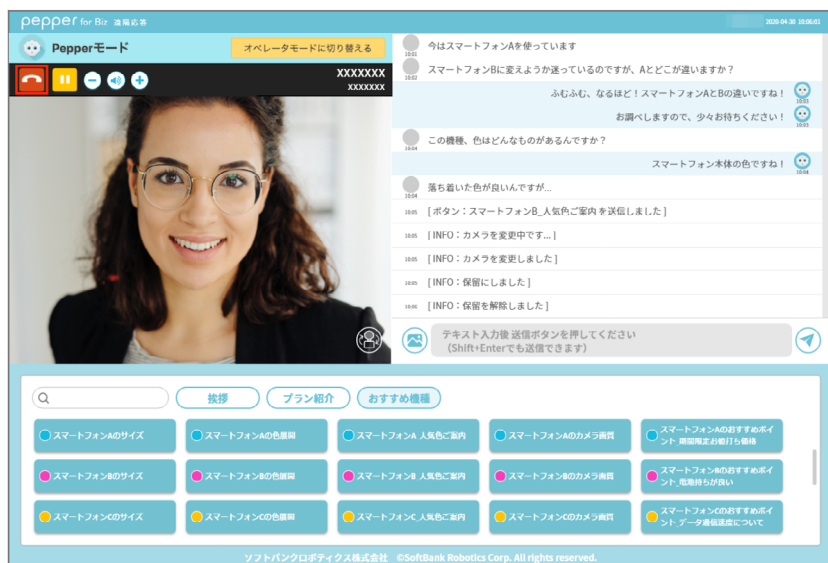 pepper for Biz 遠隔応答
2020-04-30 10:06:01
Pepperモード
オペレータモードに切り替える
XXXXXXX
XXXXXXX
今はスマートフォンAを使っています
10:01
スマートフォンBに変えようか迷っているのですが、Aとどこが違いますか？
10:02
ふむふむ、なるほど！スマートフォンAとBの違いですね！
10:03
お調べしますので、少々お待ちください！
10:03
この機種、色はどんなものがあるんですか？
10:04
スマートフォン本体の色ですね！
10:04
落ち着いた色が良いんですが...
10:04
10:05 [ ボタン：スマートフォンB_人気色ご案内 を送信しました ]
10:05 [ INFO：カメラを変更中です... ]
10:05 [ INFO：カメラを変更しました ]
10:05 [ INFO：保留にしました ]
10:06 [ INFO：保留を解除しました ]
テキスト入力後 送信ボタンを押してください
（Shift+Enterでも送信できます）
挨拶 プラン紹介 おすすめ機種
スマートフォンAのサイズ スマートフォンAの色展開 スマートフォンA 人気色ご案内 スマートフォンAのカメラ画質 スマートフォンAのおすすめポイ
ント_期間限定お値打ち価格
スマートフォンBのサイズ スマートフォンBの色展開 スマートフォンB_人気色ご案内 スマートフォンBのカメラ画質 スマートフォンBのおすすめポイ
ント_電池持ちが良い
スマートフォンCのサイズ スマートフォンCの色展開 スマートフォンC_人気色ご案内 スマートフォンCのカメラ画質 スマートフォンCのおすすめポイ
ント_データ通信速度について
ソフトバンクロボティクス株式会社 ©SoftBank Robotics Corp. All rights reserved.